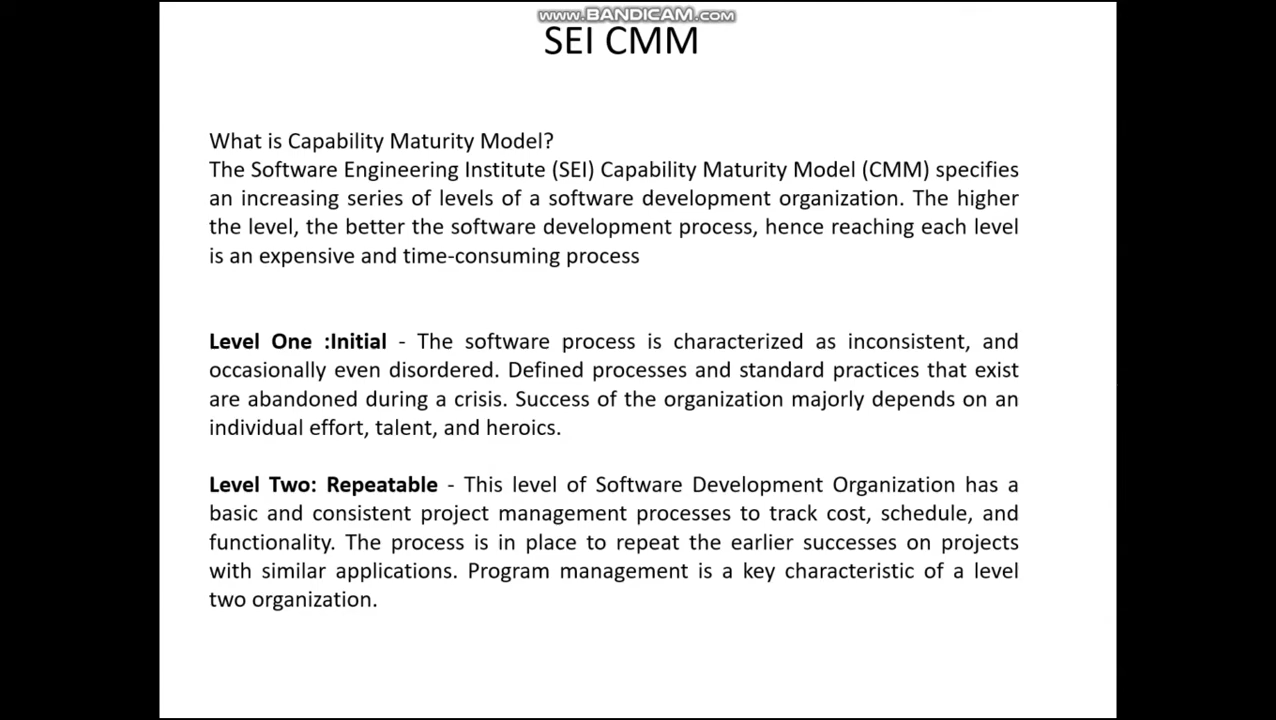 www.BANDICAM.com
SEI CMM
What is Capability Maturity Model?
The Software Engineering Institute (SEI) Capability Maturity Model (CMM) specifies
an increasing series of levels of a software development organization. The higher
the level, the better the software development process, hence reaching each level
is an expensive and time-consuming process
Level One :Initial - The software process is characterized as inconsistent, and
occasionally even disordered. Defined processes and standard practices that exist
are abandoned during a crisis. Success of the organization majorly depends on an
individual effort, talent, and heroics.
Level Two: Repeatable - This level of Software Development Organization has a
basic and consistent project management processes to track cost, schedule, and
functionality. The process is in place to repeat the earlier successes on projects
with similar applications. Program management is a key characteristic of a level
two organization.